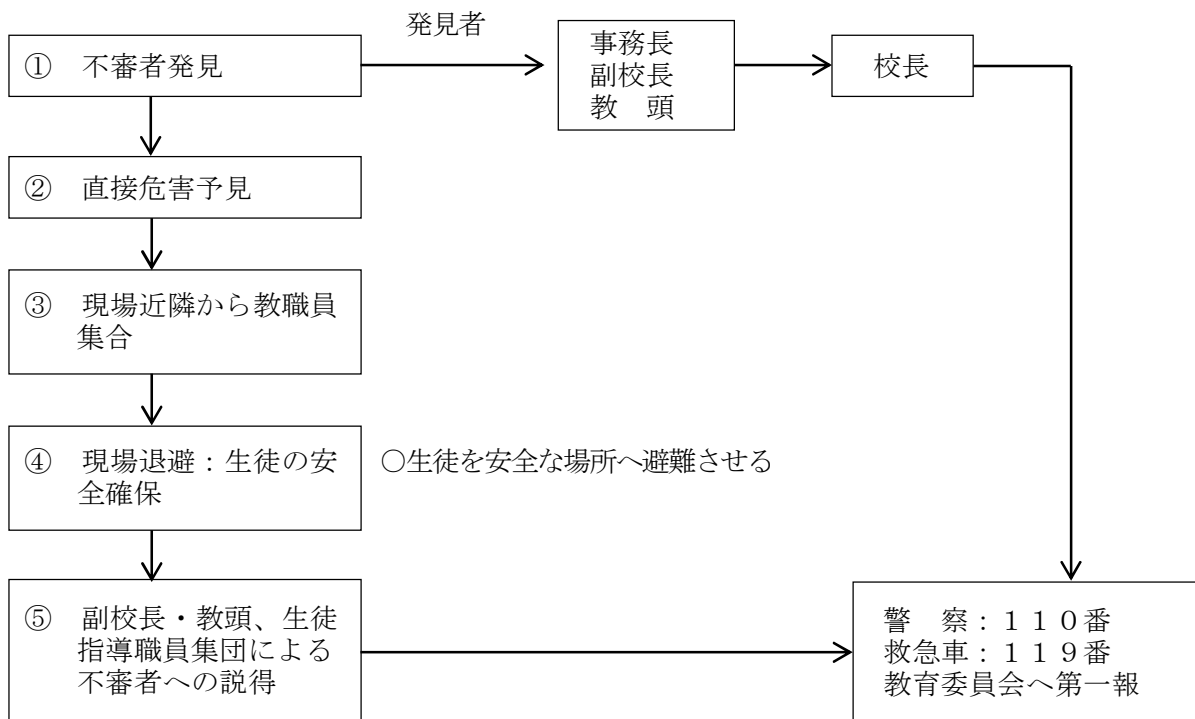 発見者
① 不審者発見
事務長
副校長
教　頭
校長
② 直接危害予見
③ 現場近隣から教職員
集合
④ 現場退避：生徒の安
全確保
○生徒を安全な場所へ避難させる
⑤ 副校長・教頭、生徒
指導職員集団による
不審者への説得
警　察：１１０番
救急車：１１９番
教育委員会へ第一報